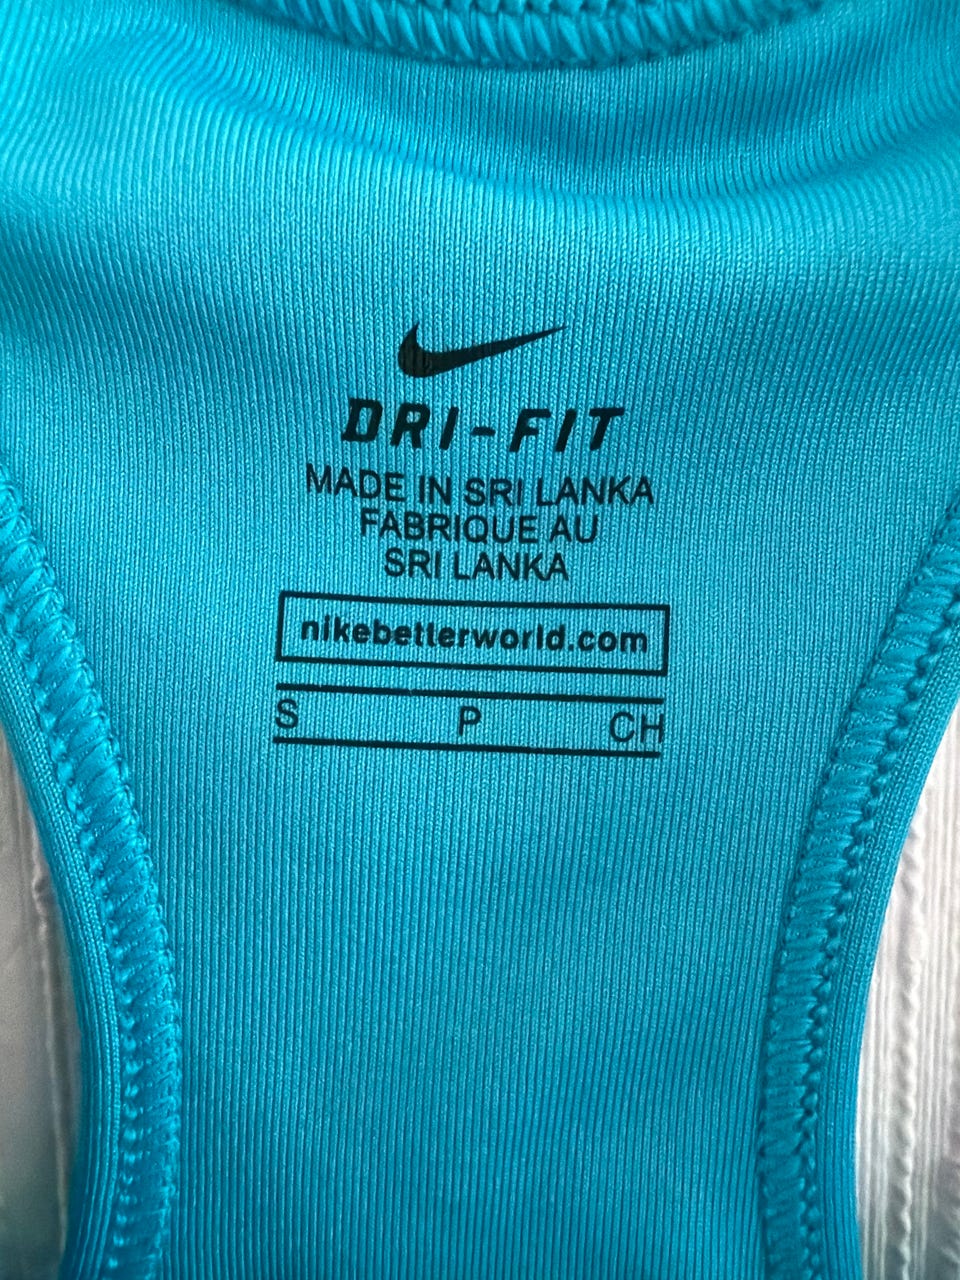 DRI-FIT
MADE IN SRI LANKA
FABRIQUE AU
SRI LANKA
nikebetterworld.com
S P CH